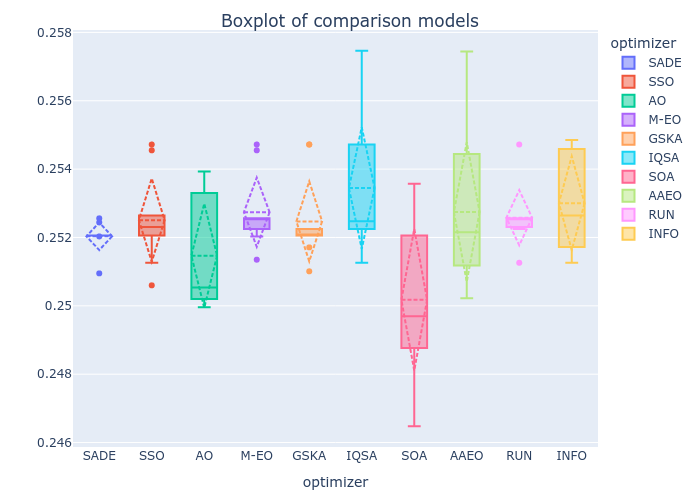 Boxplot of comparison models
0.258
0.256
0.254
0.252
0.25
0.248
0.246
SADE SSO AO M-EO GSKA IQSA SOA AAEO RUN INFO
optimizer
optimizer
SADE
SSO
AO
M-EO
GSKA
IQSA
SOA
AAEO
RUN
INFO